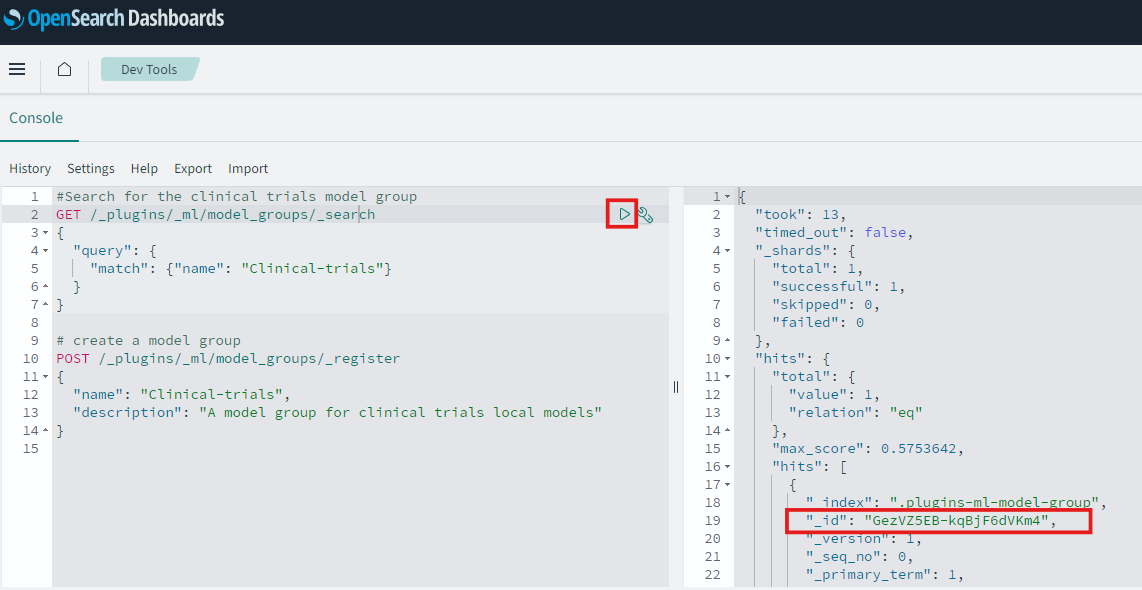 OpenSearch Dashboards
Dev Tools
Console
History Settings Help Export Import
1 #Search for the clinical trials model group
2 GET /_plugins/_ml/model_groups/_search
3 {
4 "query": {
5 "match": {"name": "Clinical-trials"}
6 }
7 }
8
9 # create a model group
10 POST /_plugins/_ml/model_groups/_register
11 {
12 "name": "Clinical-trials",
13 "description": "A model group for clinical trials local models"
14 }
15
1 {
2 "took": 13,
3 "timed_out": false,
4 "_shards": {
5 "total": 1,
6 "successful": 1,
7 "skipped": 0,
8 "failed": 0
9 },
10 "hits": {
11 "total": {
12 "value": 1,
13 "relation": "eq"
14 },
15 "max_score": 0.5753642,
16 "hits": [
17 {
18 "_index": ".plugins-ml-model-group",
19 "_id": "GezVZ5EB-kqBjF6dVKm4",
20 "_version": 1,
21 "_seq_no": 0,
22 "_primary_term": 1,